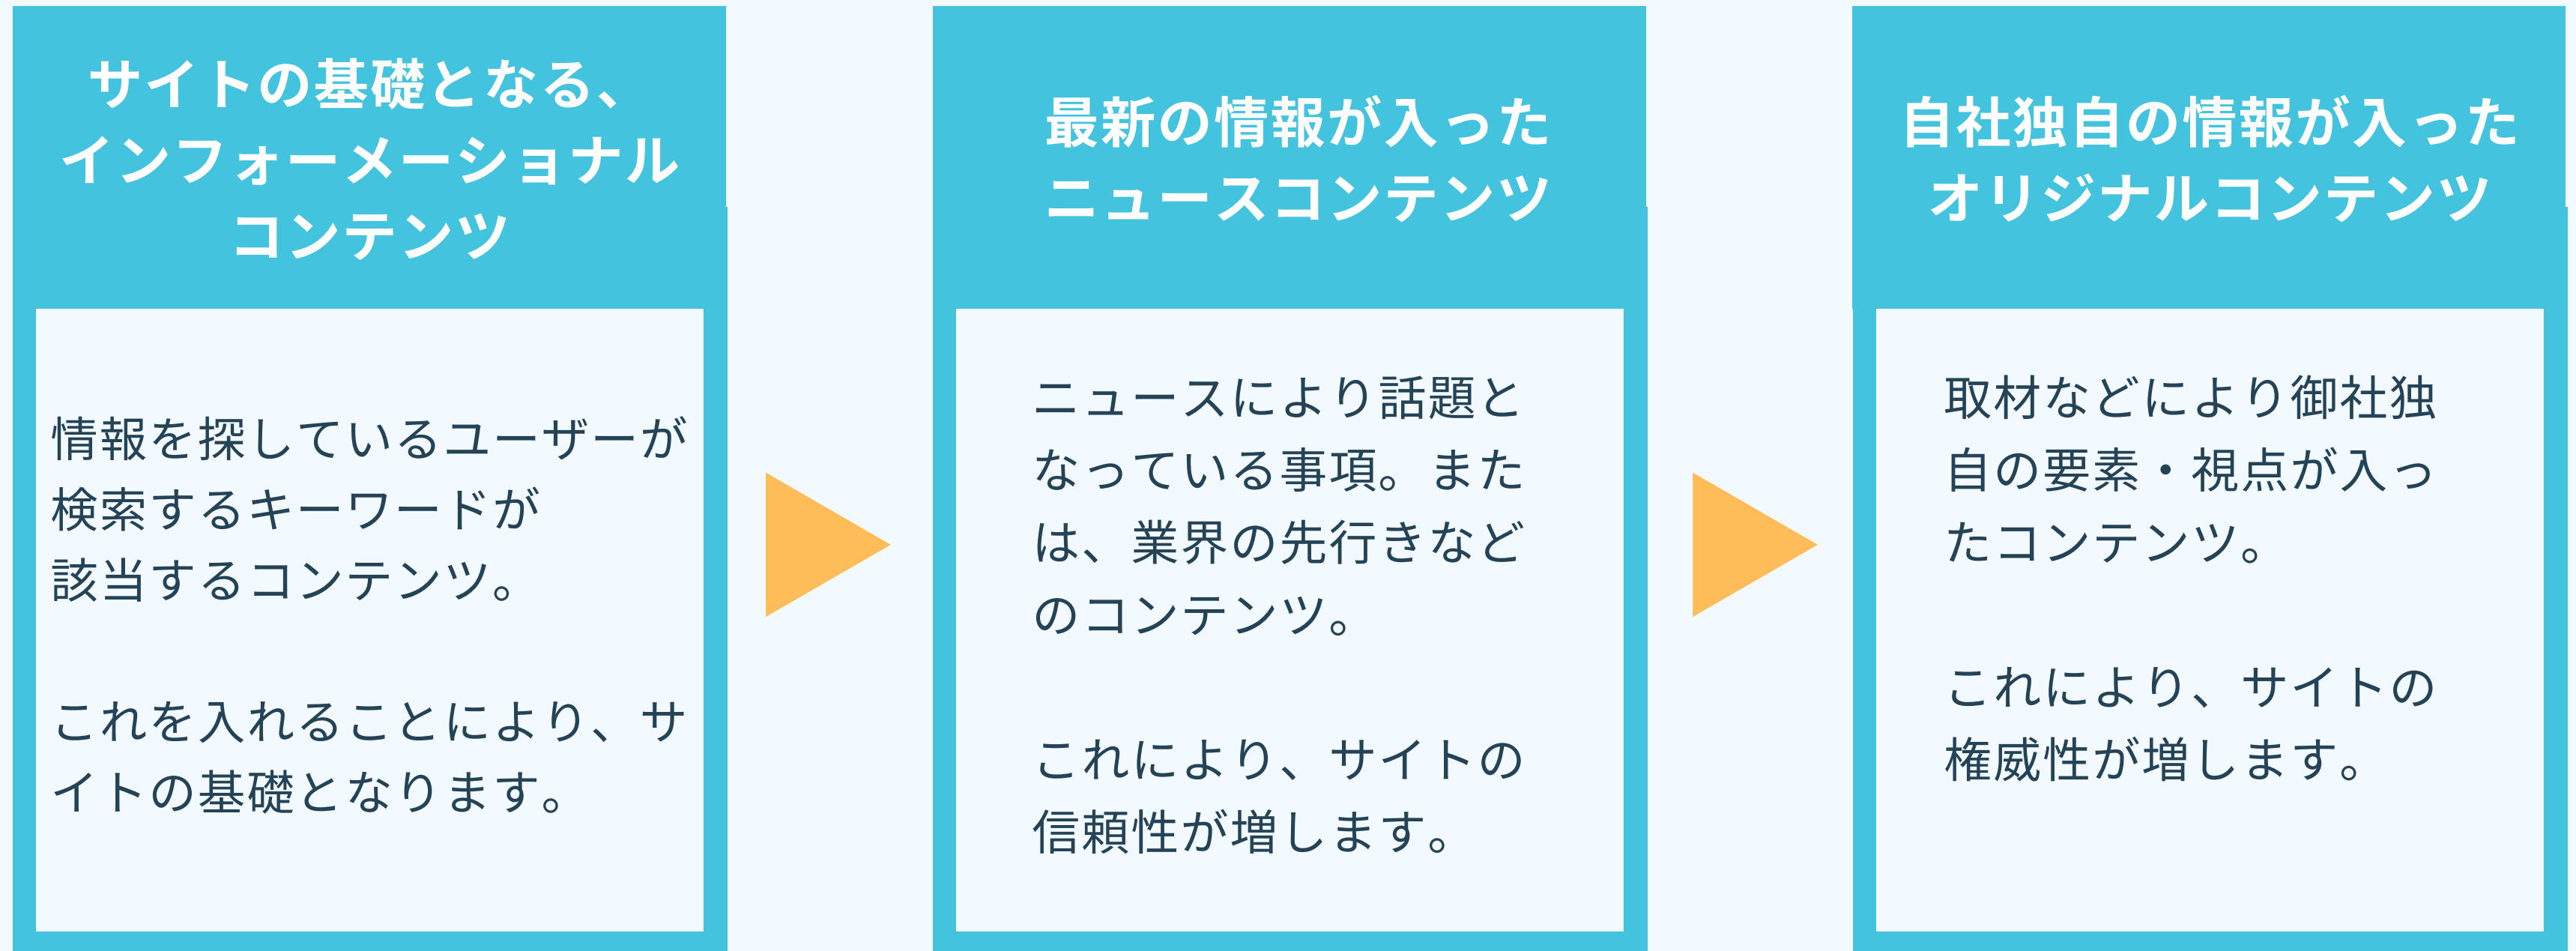 サイトの基礎となる、
インフォーメーショナル
コンテンツ
情報を探しているユーザーが
検索するキーワードが
該当するコンテンツ。
これを入れることにより、サ
イトの基礎となります。
最新の情報が入った
ニュースコンテンツ
ニュースにより話題と
なっている事項。また
は、業界の先行きなど
のコンテンツ。
これにより、サイトの
信頼性が増します。
自社独自の情報が入った
オリジナルコンテンツ
取材などにより御社独
自の要素・視点が入っ
たコンテンツ。
これにより、サイトの
権威性が増します。